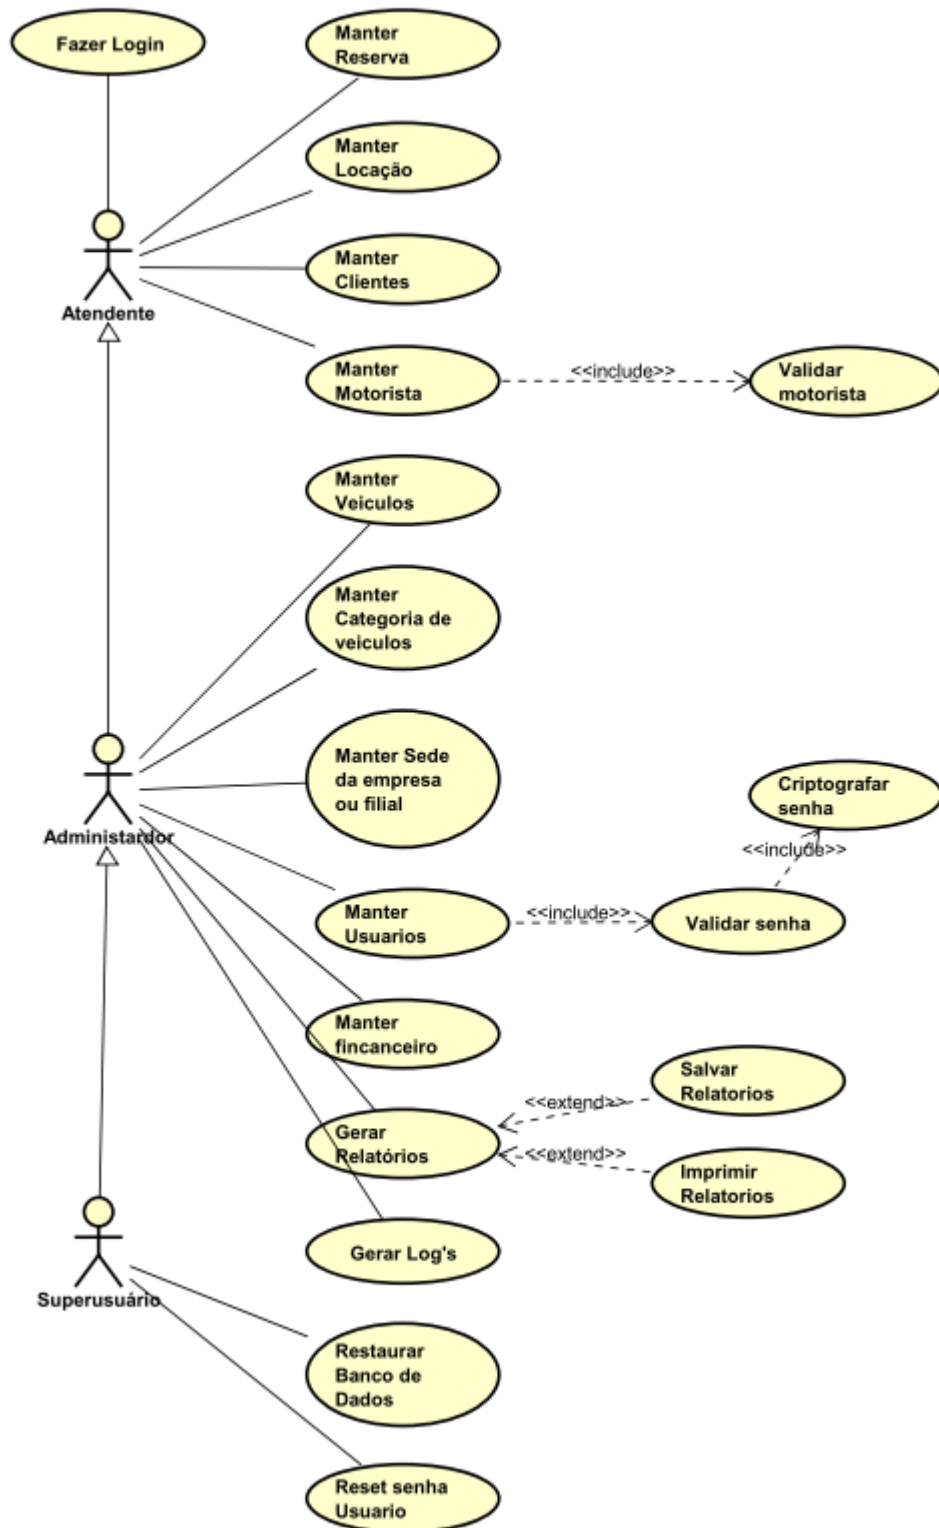 Fazer Login
Manter
Reserva
Manter
Locação
Manter
Clientes
Atendente
Manter
Motorista
<<include>>
Validar
motorista
Manter
Veiculos
Manter
Categoria de
veiculos
Manter Sede
da empresa
ou filial
Administardor
Criptografar
senha
<<include>>
Manter
Usuarios
<<include>>
Validar senha
Manter
fincanceiro
Salvar
Relatorios
<<extend>>
Gerar
Relatórios
<<extend>>
Imprimir
Relatorios
Gerar Log's
Superusuário
Restaurar
Banco de
Dados
Reset senha
Usuario